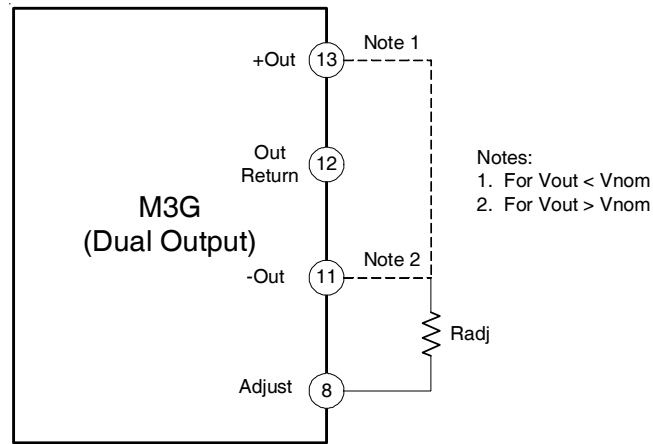 +Out
13
Note 1
Out
Return
12
Notes:
1. For Vout < Vnom
2. For Vout > Vnom
M3G
(Dual Output)
-Out
11
Note 2
Radj
Adjust
8